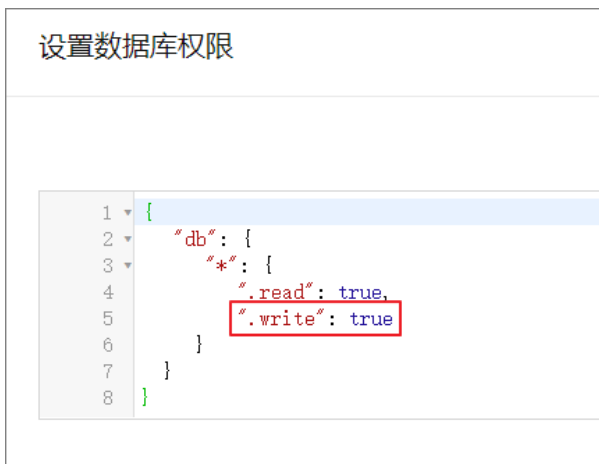 设置数据库权限
1 {
2 "db": {
3 "*": {
4 ".read": true,
5 ".write": true
6 }
7 }
8 }